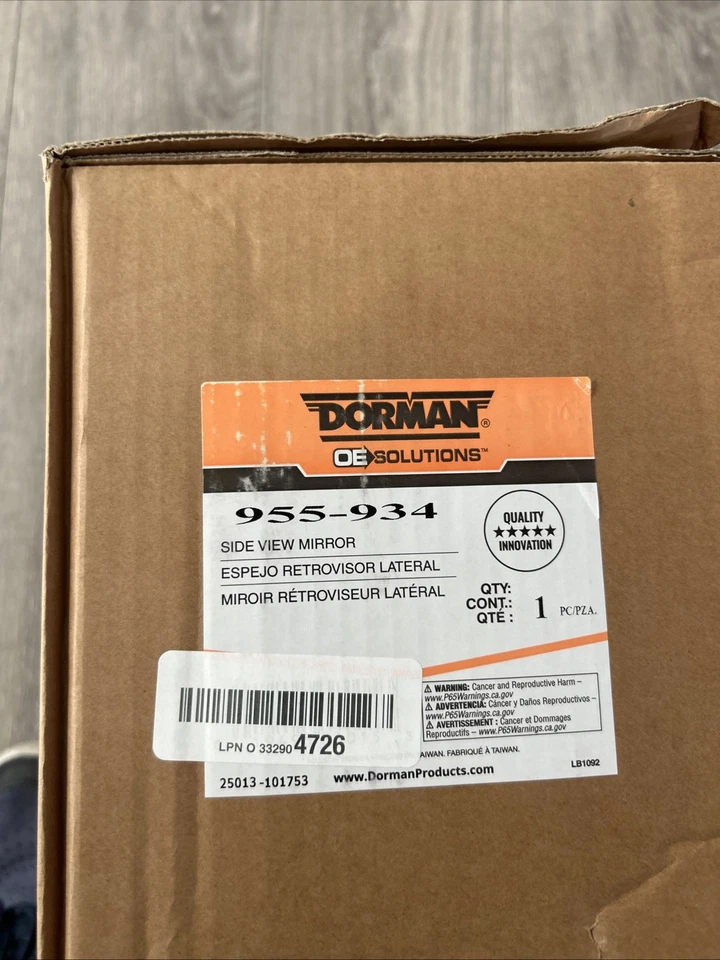 DORMAN®
OE SOLUTIONS™
955-934
SIDE VIEW MIRROR
ESPEJO RETROVISOR LATERAL
MIROIR RÉTROVISEUR LATÉRAL
QUALITY
★★★★★
INNOVATION
QTY:
CONT.: 1 PC/PZA.
QTÉ :
⚠ WARNING: Cancer and Reproductive Harm –
www.P65Warnings.ca.gov
⚠ ADVERTENCIA: Cáncer y Daños Reproductivos –
www.P65Warnings.ca.gov
⚠ AVERTISSEMENT : Cancer et Dommages
Reproductifs – www.P65Warnings.ca.gov
LPN O 33290 4726
AIWAN. FABRIQUÉ À TAIWAN.
LB1092
25013 -101753 www.DormanProducts.com